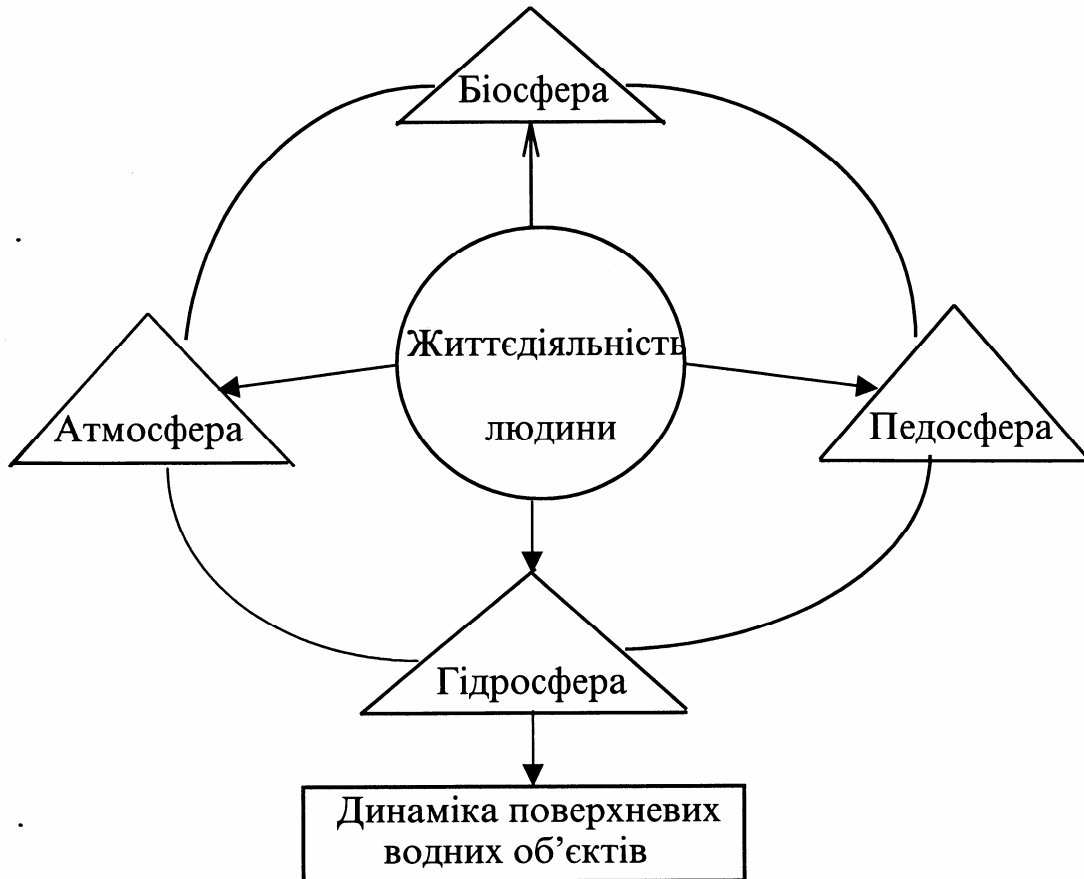 Біосфера
Життєдіяльність
людини
Атмосфера
Педосфера
Гідросфера
Динаміка поверхневих
водних об’єктів